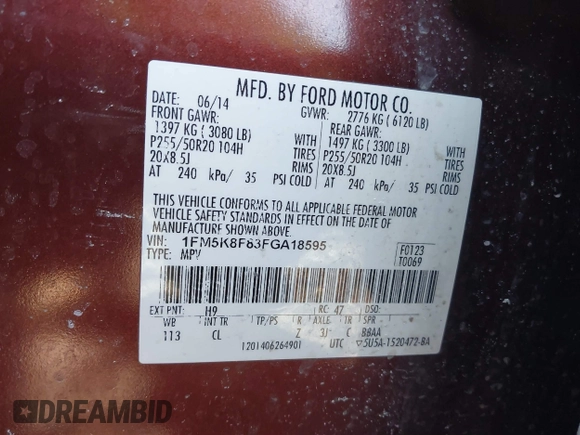 MFD. BY FORD MOTOR CO.
DATE: 06/14 GVWR: 2776 KG ( 6120 LB)
FRONT GAWR: REAR GAWR:
1397 KG ( 3080 LB) WITH 1497 KG ( 3300 LB) WITH
P255/50R20 104H TIRES P255/50R20 104H TIRES
20X8.5J RIMS 20X8.5J RIMS
AT 240 kPa/ 35 PSI COLD AT 240 kPa/ 35 PSI COLD
THIS VEHICLE CONFORMS TO ALL APPLICABLE FEDERAL MOTOR
VEHICLE SAFETY STANDARDS IN EFFECT ON THE DATE OF
MANUFACTURE SHOWN ABOVE.
VIN: 1FM5K8F83FGA18595 F0123
TYPE: MPV T0069
EXT PNT: H9 RC: 47 DSO:
WB INT TR TP/PS R AXLE TR SPR
113 CL Z 3J C BBAA
1201406264901 UTC ▽5U5A-1520472-BA
DREAMBID